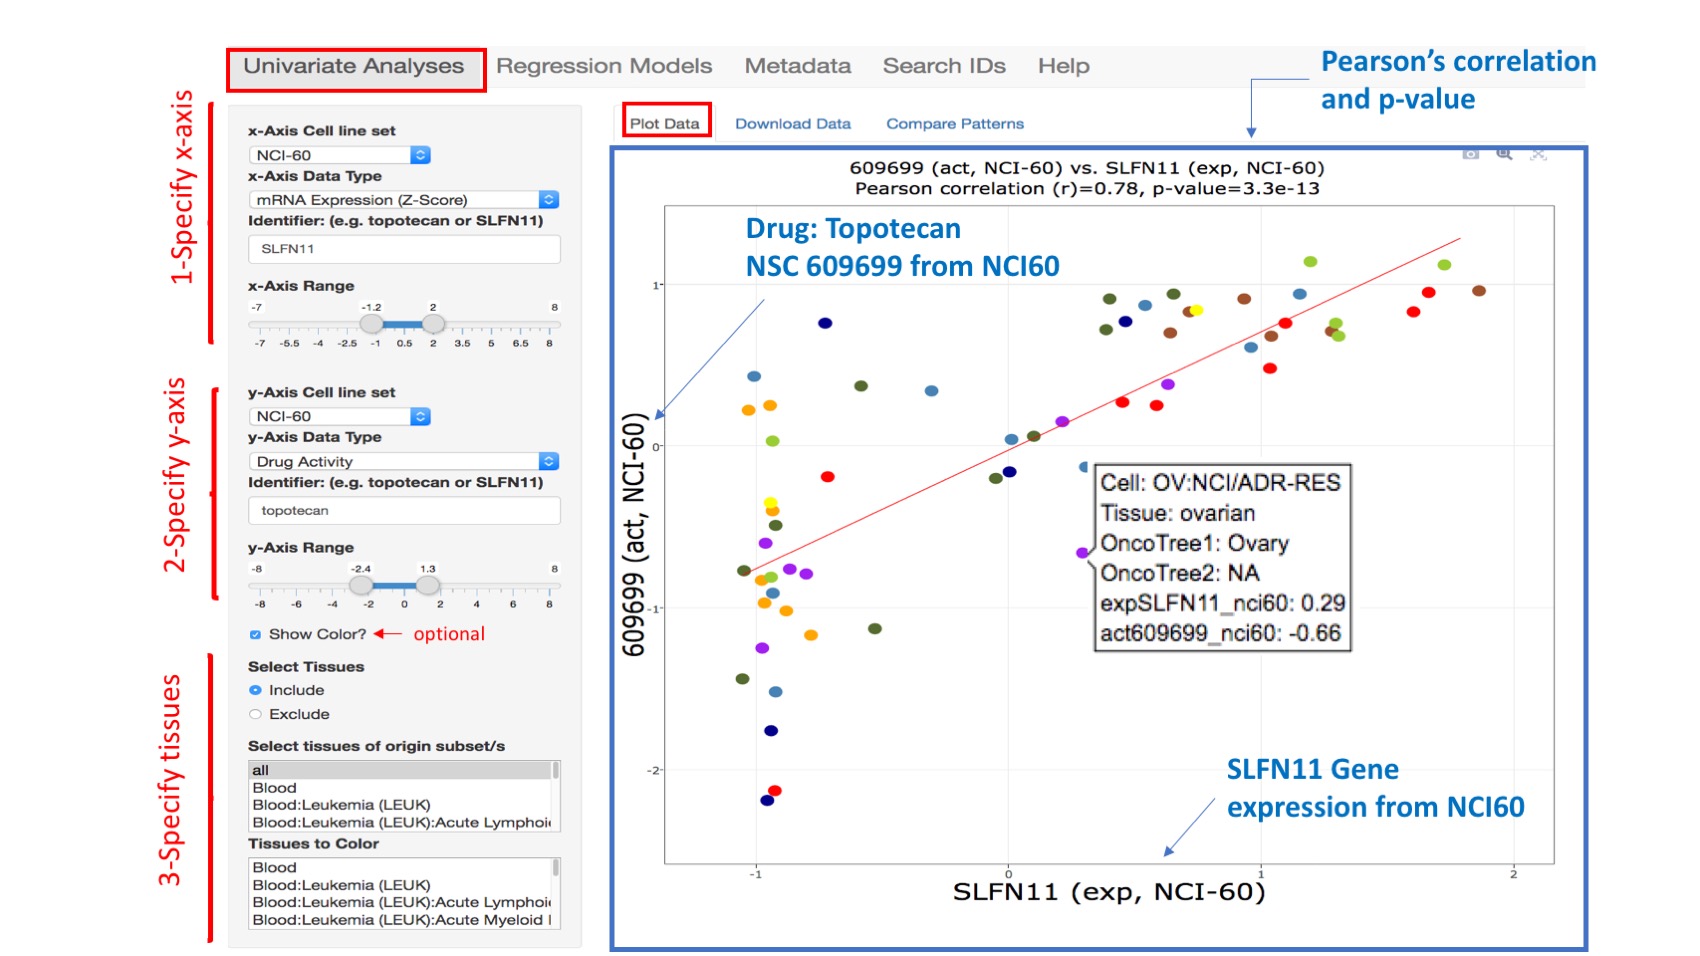 Univariate Analyses
Regression Models
Metadata
Search IDs
Help
Pearson's correlation
and p-value
1-Specify x-axis
x-Axis Cell line set
NCI-60
x-Axis Data Type
mRNA Expression (Z-Score)
Identifier: (e.g. topotecan or SLFN11)
SLFN11
x-Axis Range
-7 -1.2 2 8
-7 -5.5 -4 -2.5 -1 0.5 2 3.5 5 6.5 8
2-Specify y-axis
y-Axis Cell line set
NCI-60
y-Axis Data Type
Drug Activity
Identifier: (e.g. topotecan or SLFN11)
topotecan
y-Axis Range
-8 -2.4 1.3 8
-8 -6 -4 -2 0 2 4 6 8
Show Color?
optional
3-Specify tissues
Select Tissues
Include
Exclude
Select tissues of origin subset/s
all
Blood
Blood:Leukemia (LEUK)
Blood:Leukemia (LEUK):Acute Lymphoi
Tissues to Color
Blood
Blood:Leukemia (LEUK)
Blood:Leukemia (LEUK):Acute Lymphoi
Blood:Leukemia (LEUK):Acute Myeloid
Plot Data
Download Data
Compare Patterns
609699 (act, NCI-60) vs. SLFN11 (exp, NCI-60)
Pearson correlation (r)=0.78, p-value=3.3e-13
Drug: Topotecan
NSC 609699 from NCI60
609699 (act, NCI-60)
1
0
-1
-2
Cell: OV:NCI/ADR-RES
Tissue: ovarian
OncoTree1: Ovary
OncoTree2: NA
expSLFN11_nci60: 0.29
act609699_nci60: -0.66
SLFN11 Gene
expression from NCI60
-1 0 1 2
SLFN11 (exp, NCI-60)